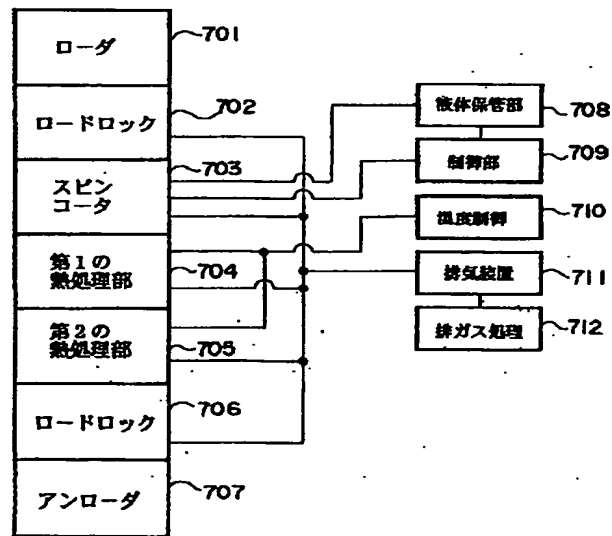 ローダ
701
ロードロック
702
スピン
コータ
703
第1の
熱処理部
704
第2の
熱処理部
705
ロードロック
706
アンローダ
707
液体保管部
708
制御部
709
温度制御
710
排気装置
711
排ガス処理
712